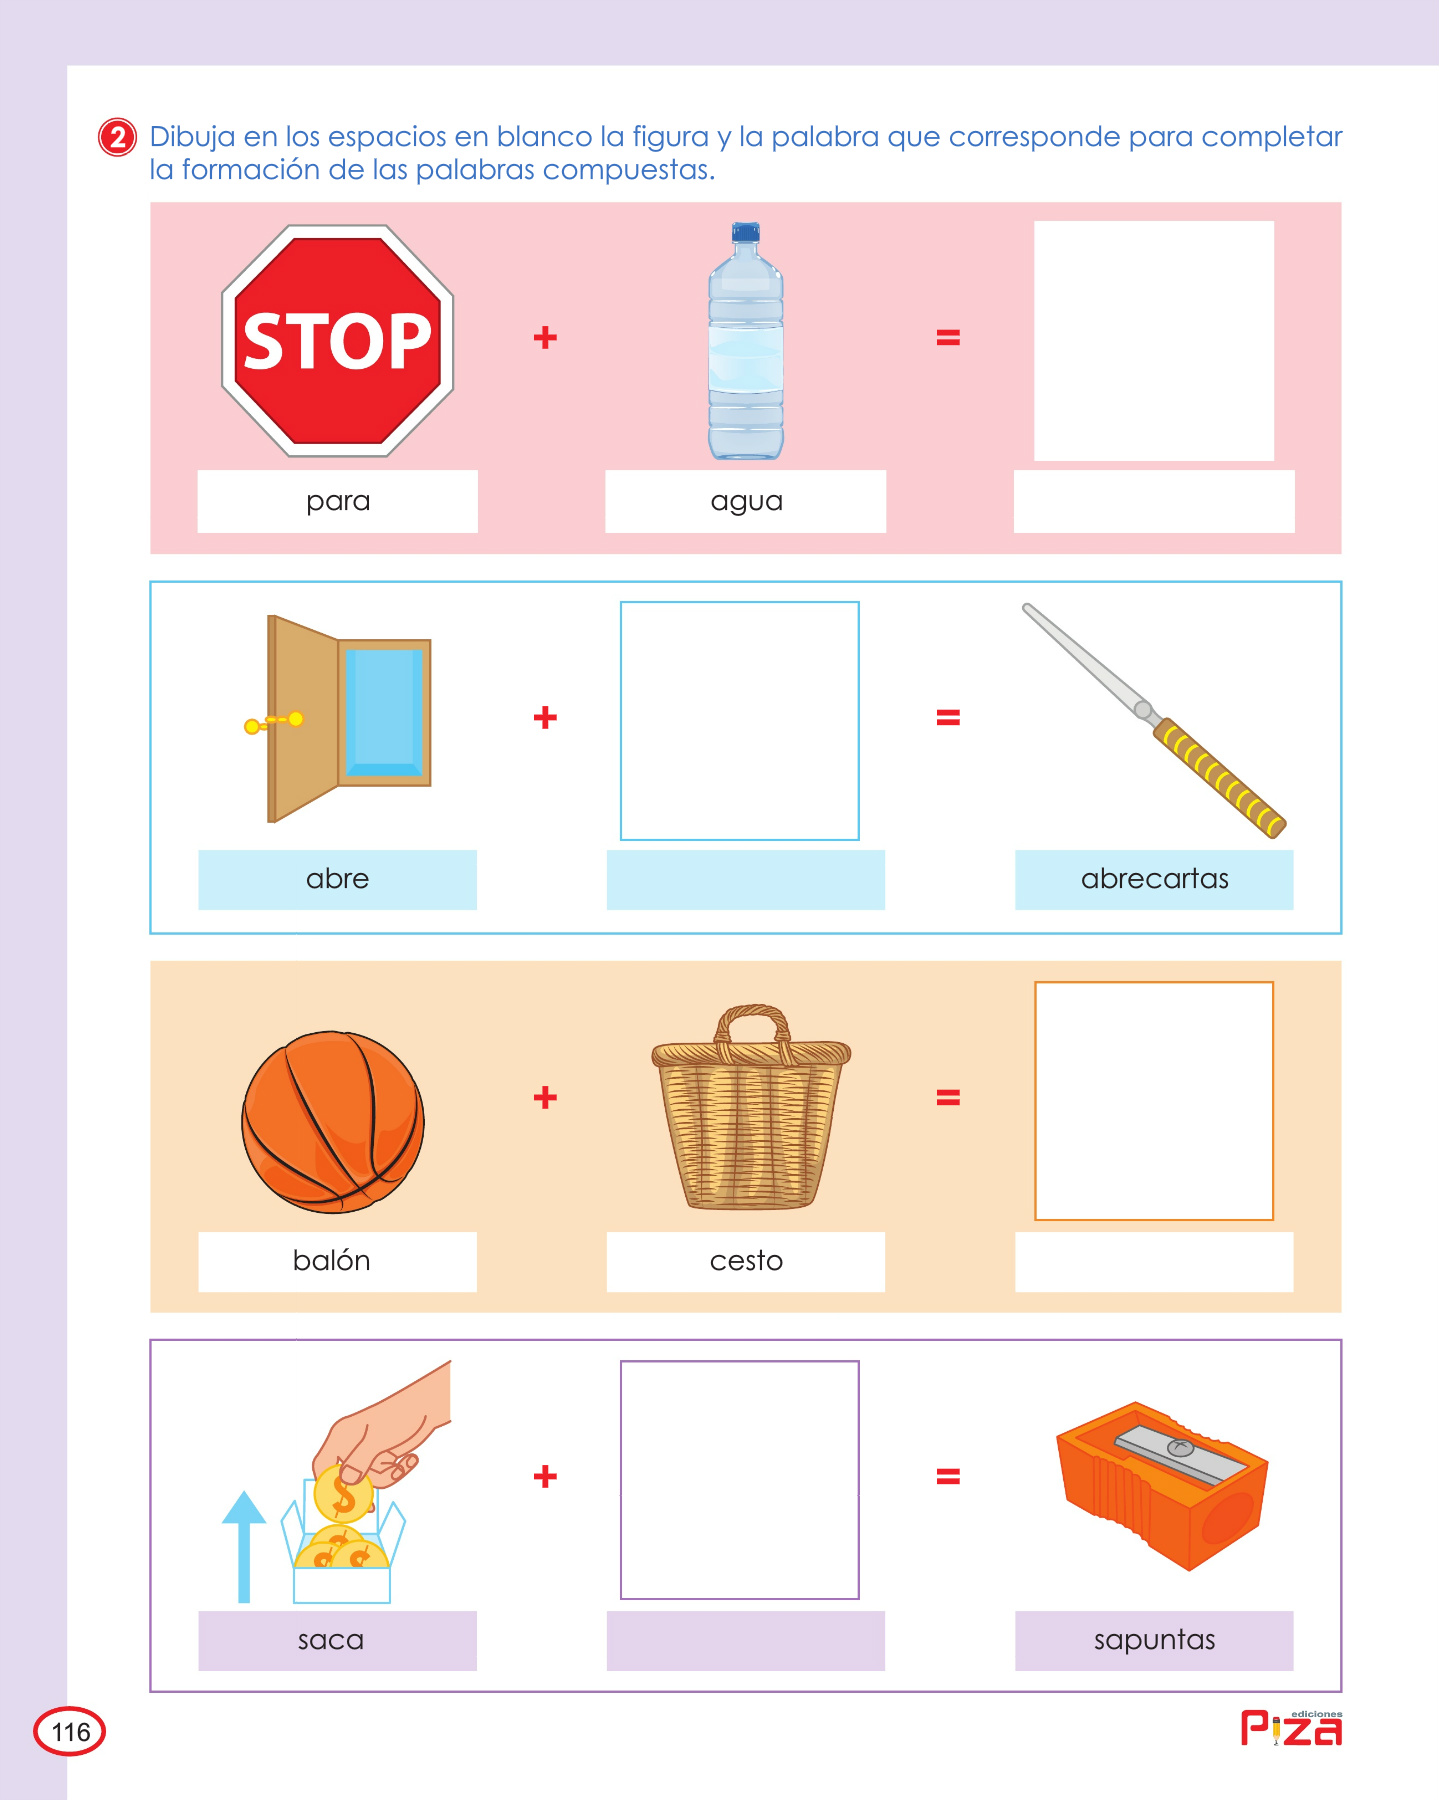 2 Dibuja en los espacios en blanco la figura y la palabra que corresponde para completar
la formación de las palabras compuestas.
STOP
+
=
para
agua
+
=
abre
abrecartas
+
=
balón
cesto
$
+
=
saca
sapuntas
116
ediciones
Piza